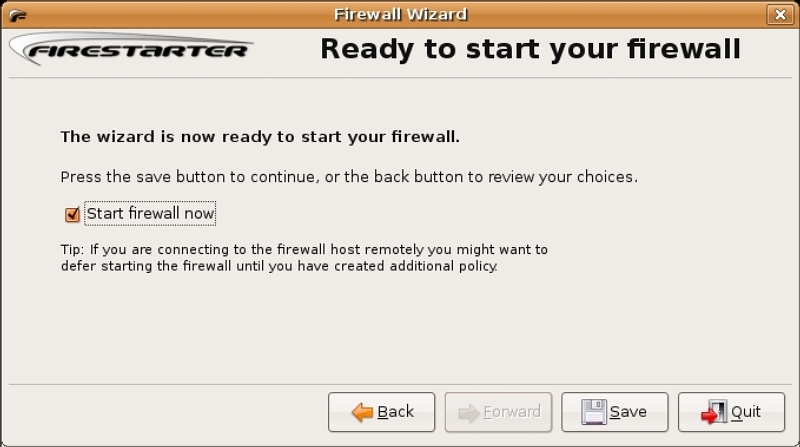 Firewall Wizard
FIRESTARTER
Ready to start your firewall
The wizard is now ready to start your firewall.
Press the save button to continue, or the back button to review your choices.
Start firewall now
Tip: If you are connecting to the firewall host remotely you might want to
defer starting the firewall until you have created additional policy.
Back
Forward
Save
Quit